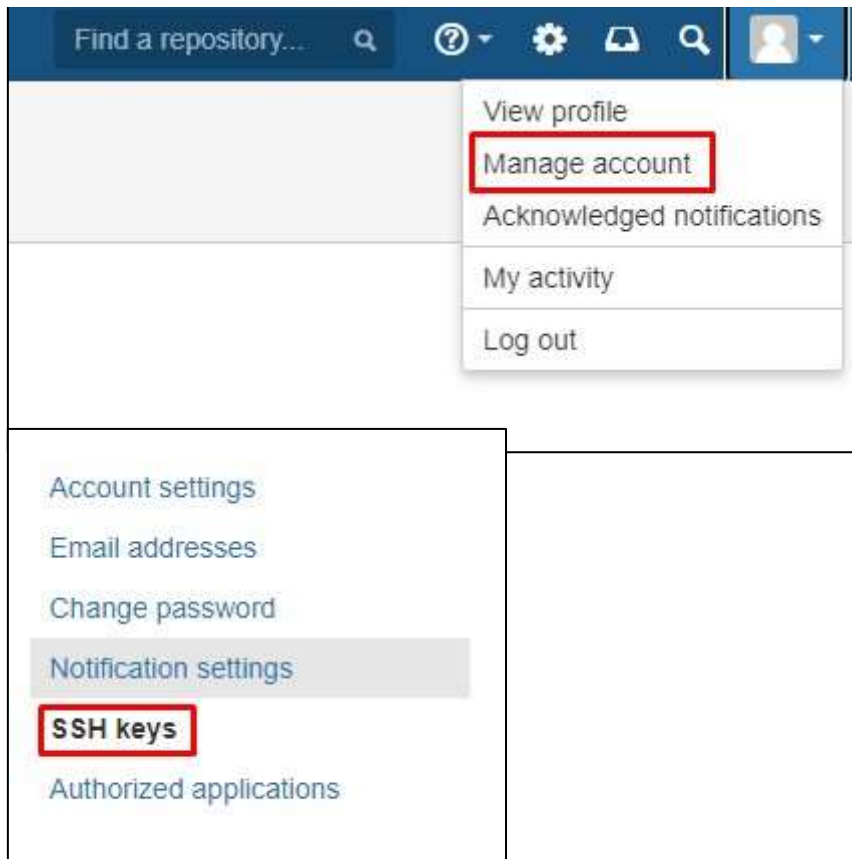 Find a repository...
View profile
Manage account
Acknowledged notifications
My activity
Log out
Account settings
Email addresses
Change password
Notification settings
SSH keys
Authorized applications